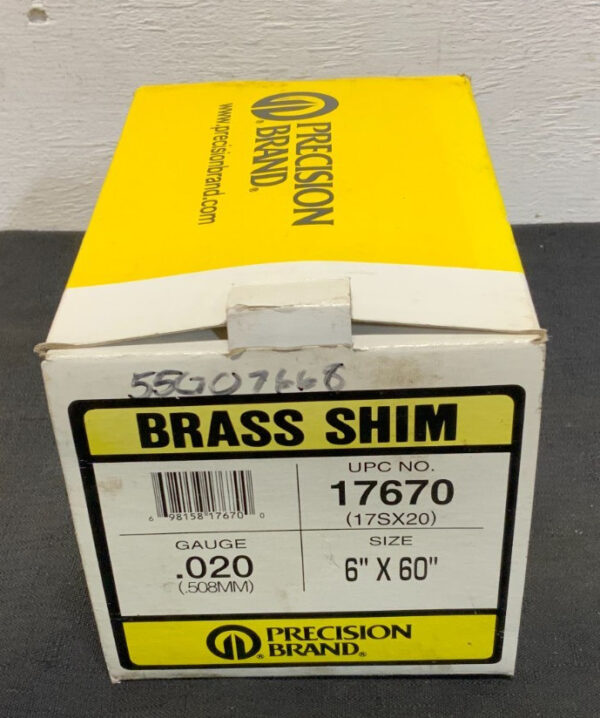 PRECISION
BRAND®
www.precisionbrand.com
55G07668
BRASS SHIM
6 98158 17670 0
UPC NO.
17670
(17SX20)
GAUGE
.020
(.508MM)
SIZE
6" X 60"
PRECISION
BRAND®